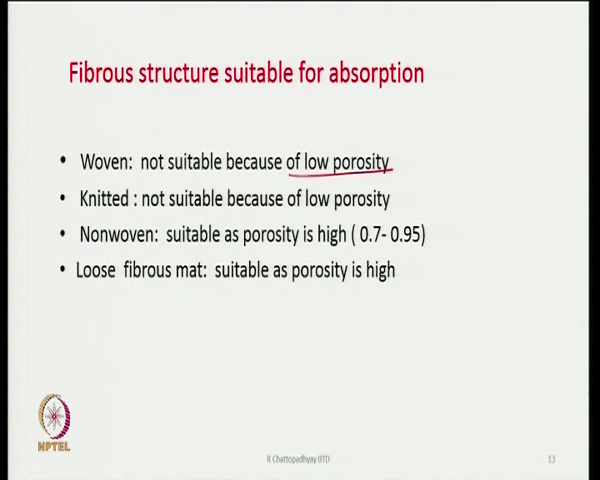 Fibrous structure suitable for absorption
• Woven: not suitable because of low porosity
• Knitted : not suitable because of low porosity
• Nonwoven: suitable as porosity is high ( 0.7- 0.95)
• Loose fibrous mat: suitable as porosity is high
NPTEL
R Chattopadhyay IITD
13